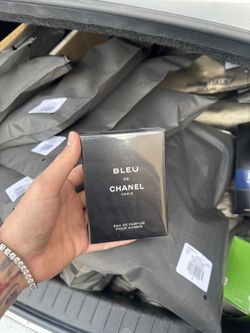 BLEU
DE
CHANEL
PARIS
EAU DE PARFUM
POUR HOMME